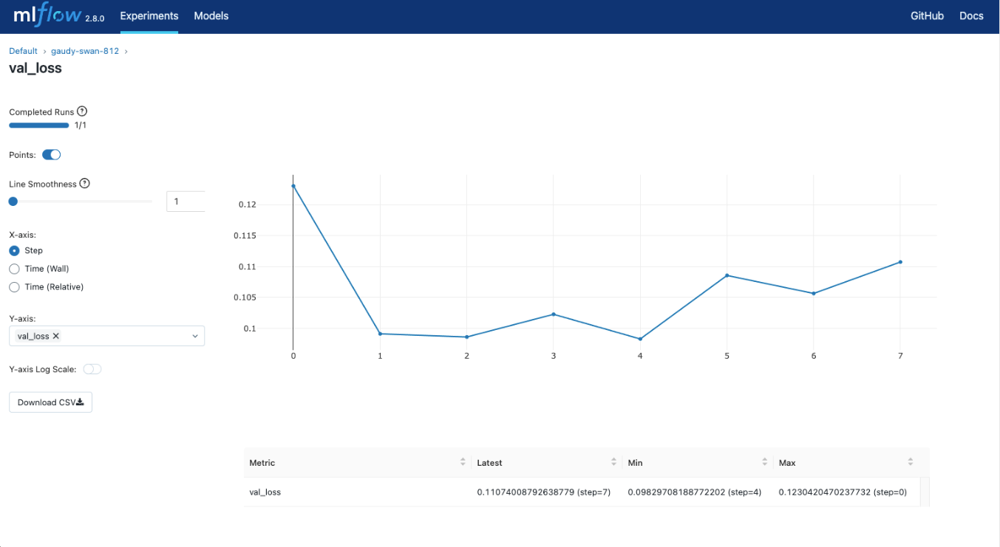 mlflow 2.8.0 Experiments Models GitHub Docs
Default › gaudy-swan-812 ›
val_loss
Completed Runs ?
1/1
Points:
Line Smoothness ?
1
X-axis:
Step
Time (Wall)
Time (Relative)
Y-axis:
val_loss
Y-axis Log Scale:
Download CSV
0.12
0.115
0.11
0.105
0.1
0 1 2 3 4 5 6 7
Metric Latest Min Max
val_loss 0.11074008792638779 (step=7) 0.09829708188772202 (step=4) 0.1230420470237732 (step=0)